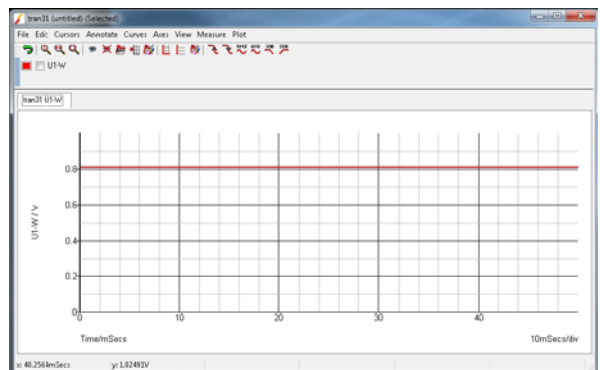 tran31 (untitled) (Selected)
File Edit Cursors Annotate Curves Axes View Measure Plot
U1-W
tran31 U1-W
U1-W / V
0.8
0.6
0.4
0.2
0
0 10 20 30 40
Time/mSecs 10mSecs/div
x: 48.2564mSecs y: 1.02491V